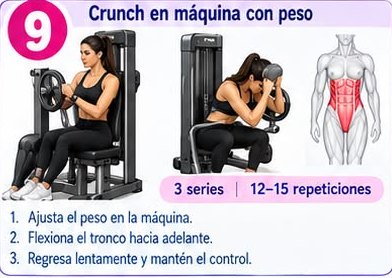 9
Crunch en máquina con peso
3 series | 12–15 repeticiones
1. Ajusta el peso en la máquina.
2. Flexiona el tronco hacia adelante.
3. Regresa lentamente y mantén el control.